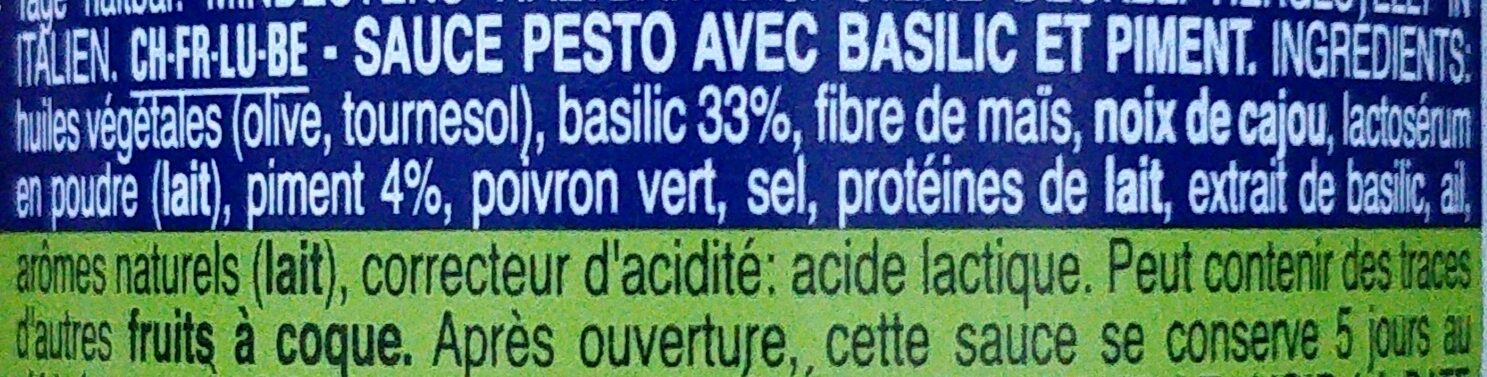 ITALIEN. CH-FR-LU-BE - SAUCE PESTO AVEC BASILIC ET PIMENT. INGRÉDIENTS:
huiles végétales (olive, tournesol), basilic 33%, fibre de maïs, noix de cajou, lactosérum
en poudre (lait), piment 4%, poivron vert, sel, protéines de lait, extrait de basilic, ail,
arômes naturels (lait), correcteur d'acidité: acide lactique. Peut contenir des traces
d'autres fruits à coque. Après ouverture, cette sauce se conserve 5 jours au